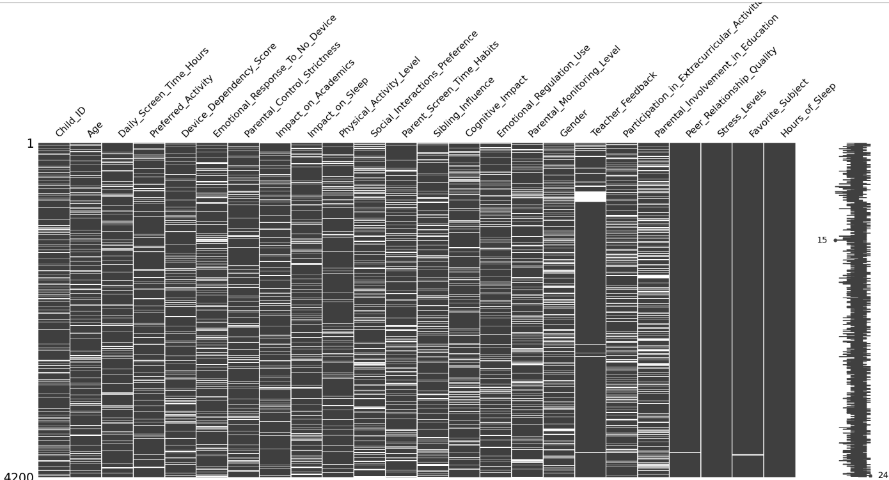 Child_ID
Age
Daily_Screen_Time_Hours
Preferred_Activity
Device_Dependency_Score
Emotional_Response_To_No_Device
Parental_Control_Strictness
Impact_on_Academics
Impact_on_Sleep
Physical_Activity_Level
Social_Interactions_Preference
Parent_Screen_Time_Habits
Sibling_Influence
Cognitive_Impact
Emotional_Regulation_Use
Parental_Monitoring_Level
Gender
Teacher_Feedback
Participation_in_Extracurricular_Activitie
Parental_Involvement_in_Education
Peer_Relationship_Quality
Stress_Levels
Favorite_Subject
Hours_of_Sleep
1
15
4200
24